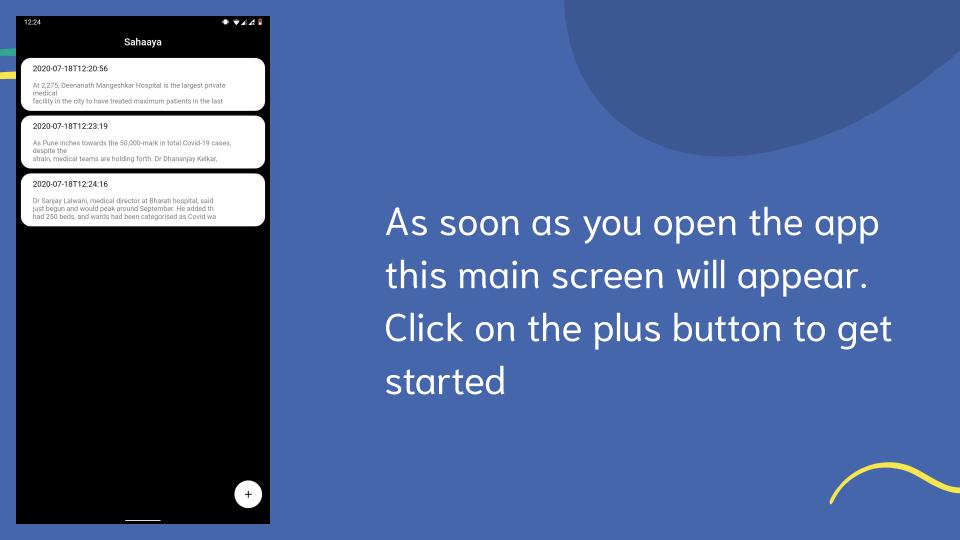 12:24
Sahaaya
2020-07-18T12:20:56
At 2,275, Deenanath Mangeshkar Hospital is the largest private
medical
facility in the city to have treated maximum patients in the last
2020-07-18T12:23:19
As Pune inches towards the 50,000-mark in total Covid-19 cases,
despite the
strain, medical teams are holding forth. Dr Dhananjay Kelkar,
2020-07-18T12:24:16
Dr Sanjay Lalwani, medical director at Bharati hospital, said
just begun and would peak around September. He added th
had 250 beds, and wards had been categorised as Covid wa
+
As soon as you open the app
this main screen will appear.
Click on the plus button to get
started